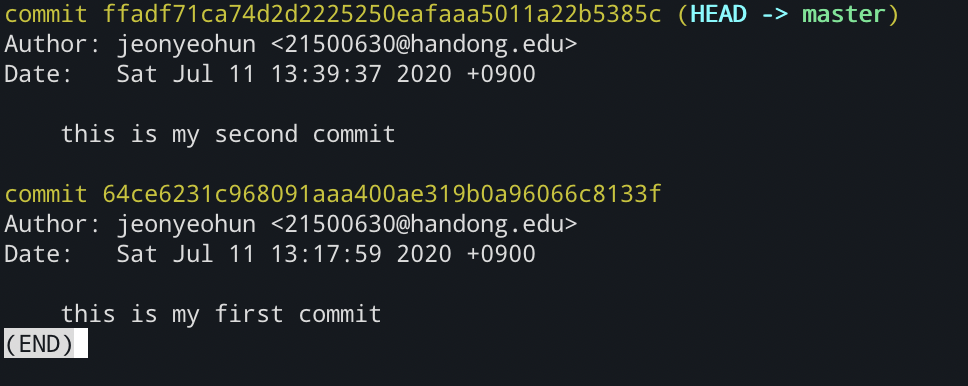 commit ffadf71ca74d2d2225250eafaaa5011a22b5385c (HEAD -> master)
Author: jeonyeohun <21500630@handong.edu>
Date:   Sat Jul 11 13:39:37 2020 +0900
    this is my second commit
commit 64ce6231c968091aaa400ae319b0a96066c8133f
Author: jeonyeohun <21500630@handong.edu>
Date:   Sat Jul 11 13:17:59 2020 +0900
    this is my first commit
(END)